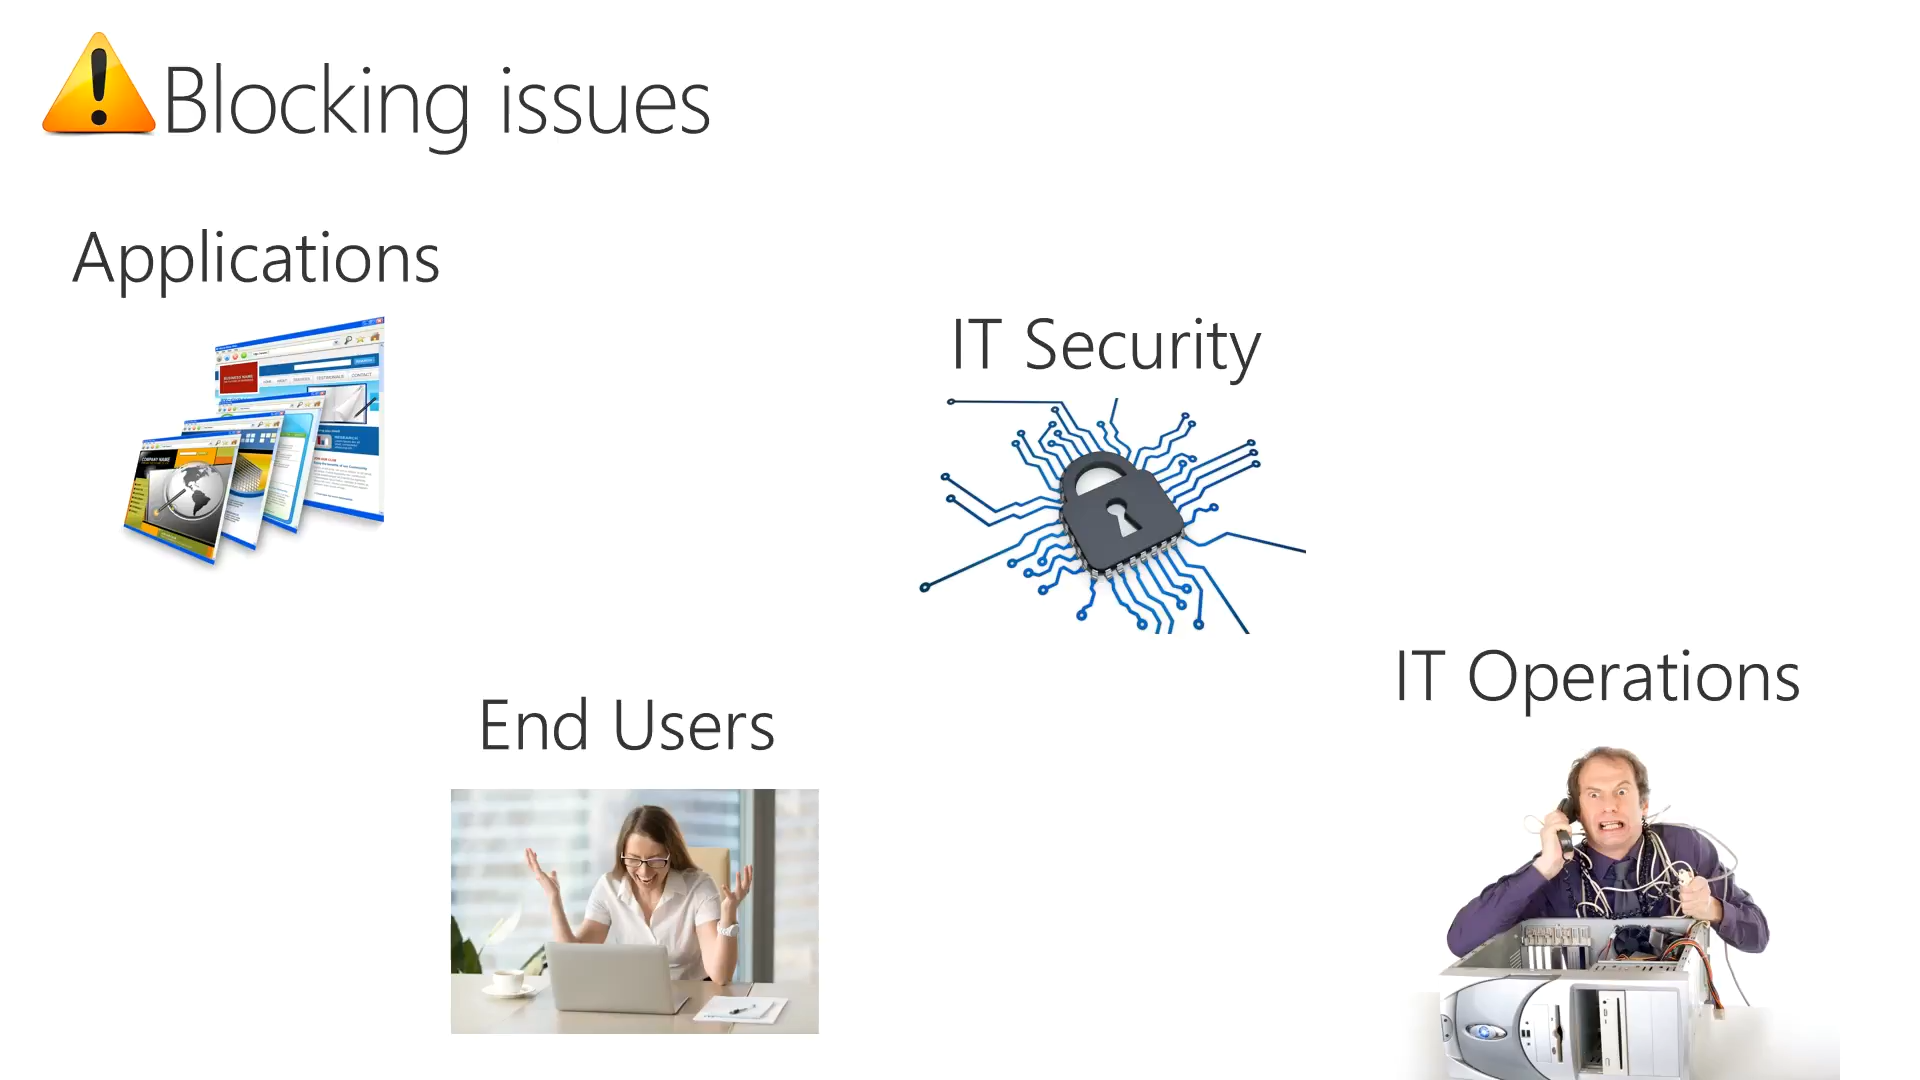 Blocking issues
Applications
IT Security
End Users
IT Operations